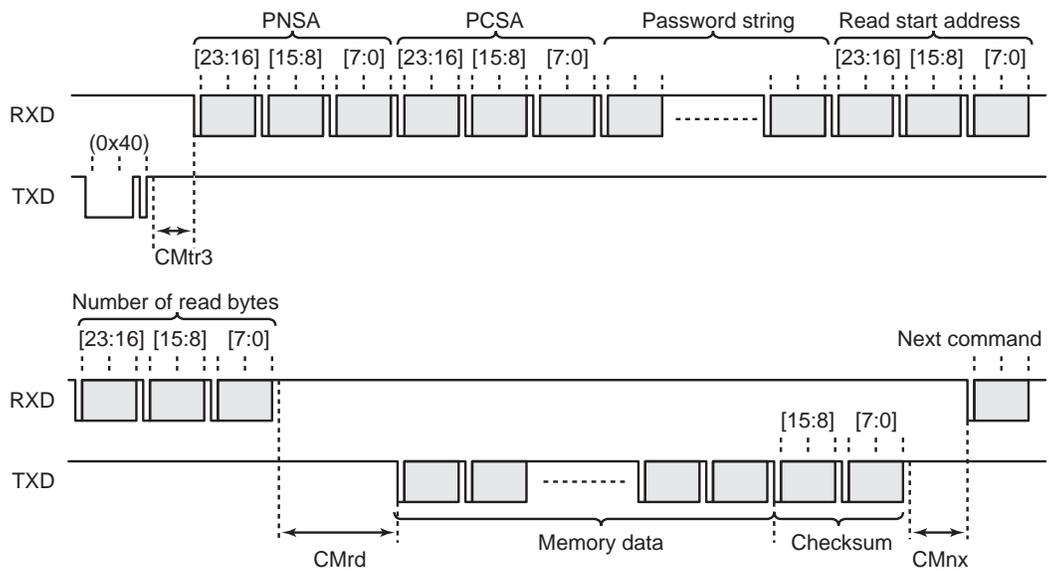 PNSA PCSA Password string Read start address
[23:16] [15:8] [7:0] [23:16] [15:8] [7:0] [23:16] [15:8] [7:0]
RXD
(0x40)
TXD
CMtr3
Number of read bytes
[23:16] [15:8] [7:0] Next command
RXD
[15:8] [7:0]
TXD
CMrd Memory data Checksum CMnx